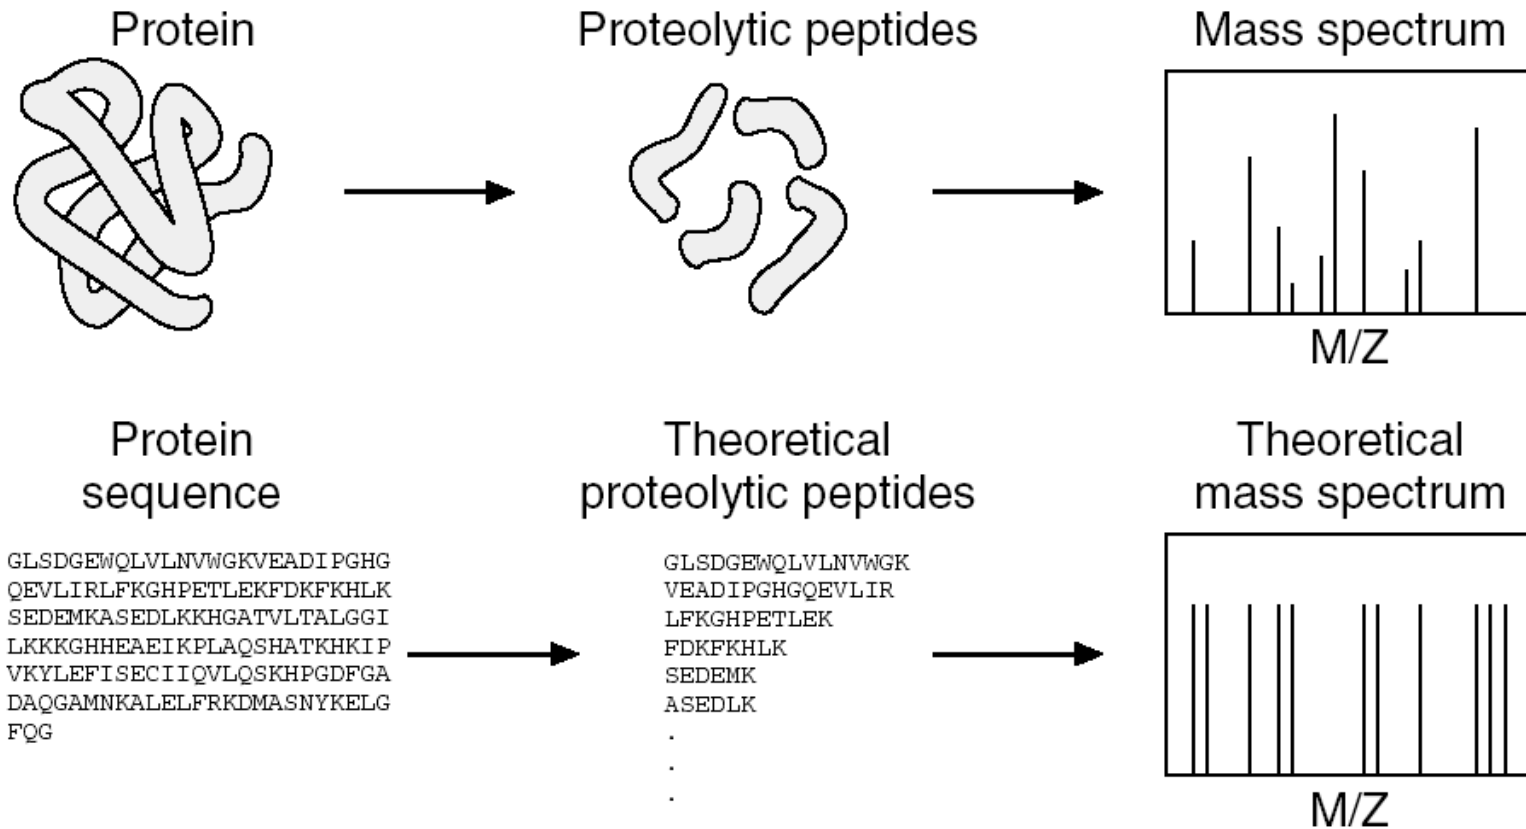 Protein
Proteolytic peptides
Mass spectrum
M/Z
Protein
sequence
Theoretical
proteolytic peptides
Theoretical
mass spectrum
GLSDGEWQLVLNVWGKVEADIPGHG
QEVLIRLFKGHPETLEKFDKFKHLK
SEDEMKASEDLKKHGATVLTALGGI
LKKKGHHEAEIKPLAQSHATKHKIP
VKYLEFISECIIQVLQSKHPGDFGA
DAQGAMNKALELFRKDMASNYKELG
FQG
GLSDGEWQLVLNVWGK
VEADIPGHGQEVLIR
LFKGHPETLEK
FDKFKHLK
SEDEMK
ASEDLK
.
.
.
M/Z